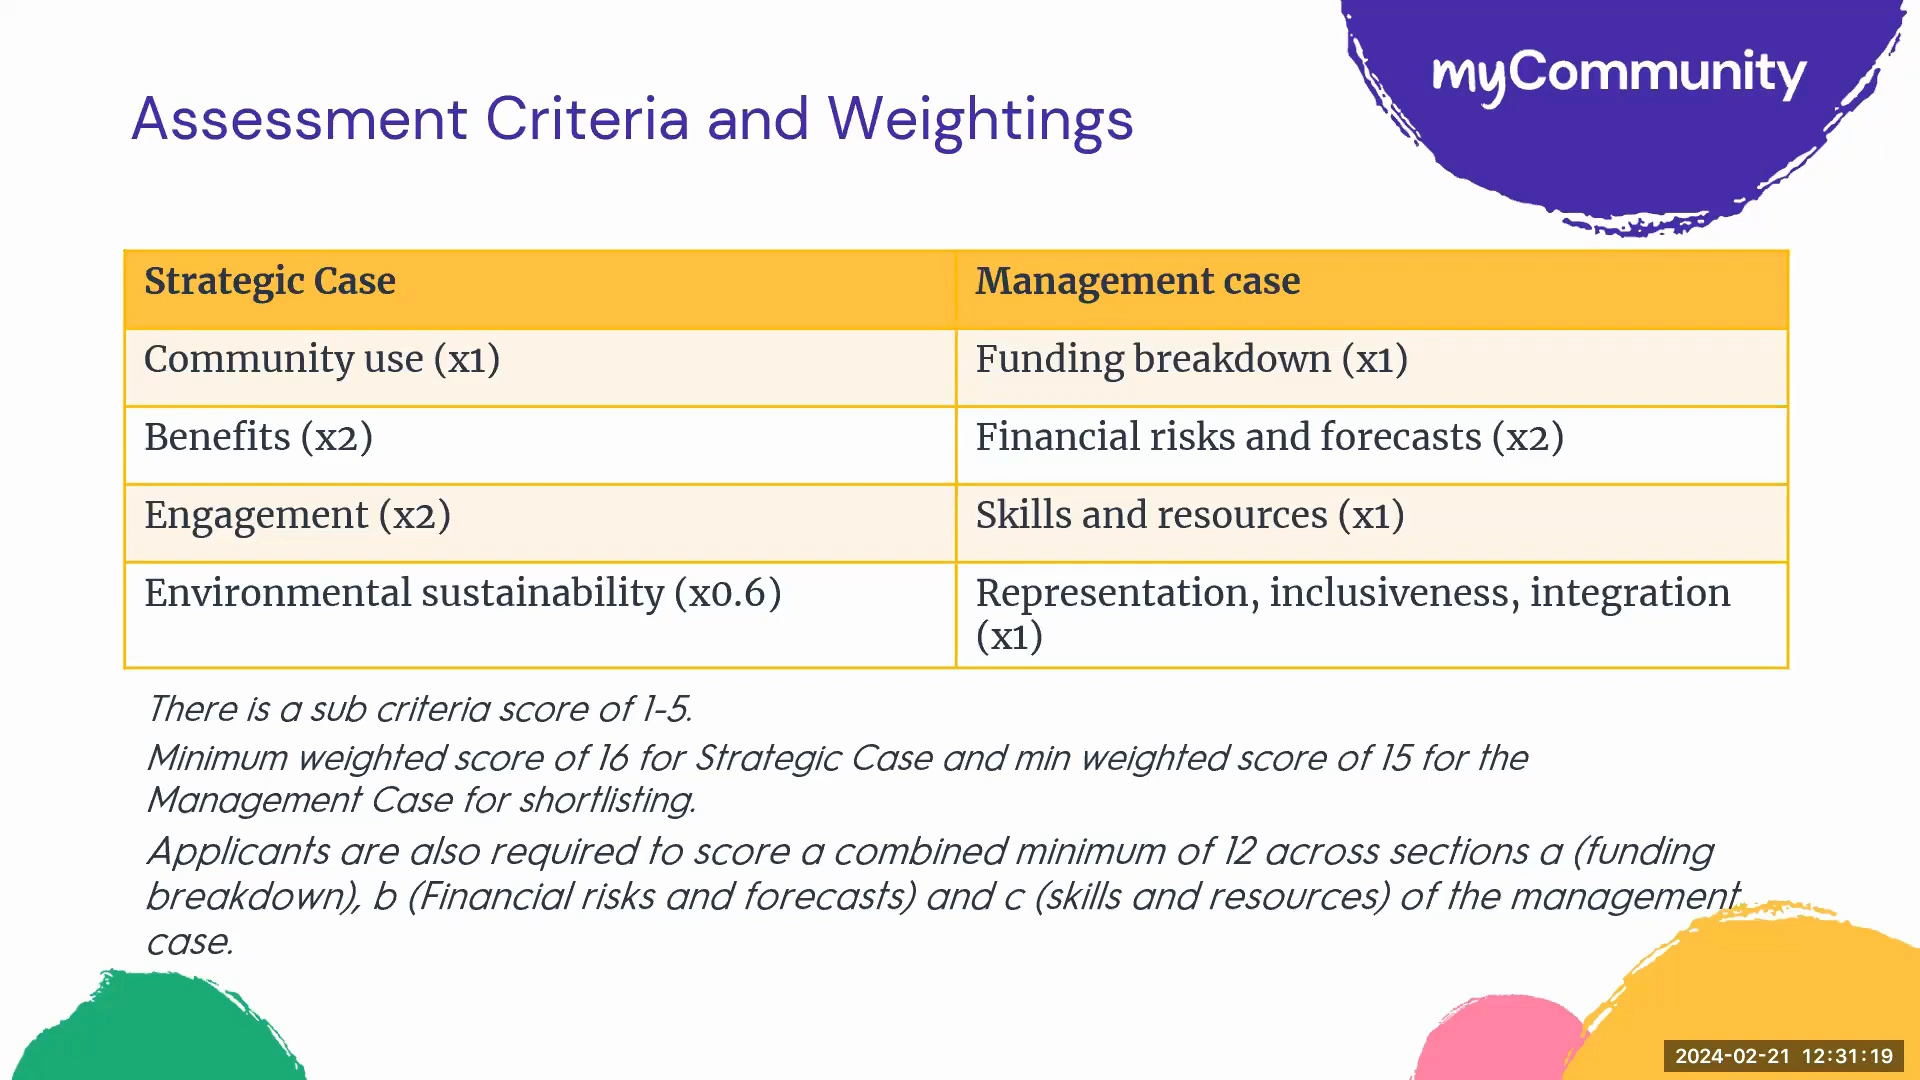 myCommunity
Assessment Criteria and Weightings
Strategic Case
Management case
Community use (x1)
Funding breakdown (x1)
Benefits (x2)
Financial risks and forecasts (x2)
Engagement (x2)
Skills and resources (x1)
Environmental sustainability (x0.6)
Representation, inclusiveness, integration
(x1)
There is a sub criteria score of 1-5.
Minimum weighted score of 16 for Strategic Case and min weighted score of 15 for the
Management Case for shortlisting.
Applicants are also required to score a combined minimum of 12 across sections a (funding
breakdown), b (Financial risks and forecasts) and c (skills and resources) of the management
case.
2024-02-21 12:31:19